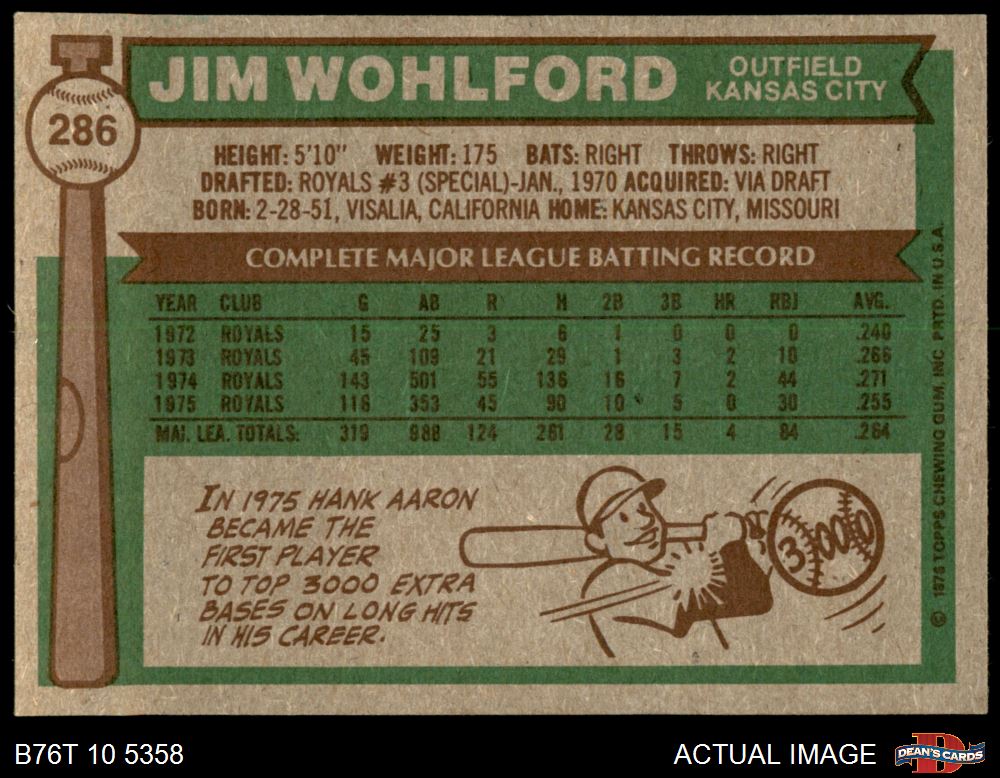 JIM WOHLFORD
OUTFIELD
KANSAS CITY
286
HEIGHT: 5'10" WEIGHT: 175 BATS: RIGHT THROWS: RIGHT
DRAFTED: ROYALS #3 (SPECIAL)-JAN., 1970 ACQUIRED: VIA DRAFT
BORN: 2-28-51, VISALIA, CALIFORNIA HOME: KANSAS CITY, MISSOURI
COMPLETE MAJOR LEAGUE BATTING RECORD
YEAR CLUB G AB R H 2B 3B HR RBI AVG.
1972 ROYALS 15 25 3 6 1 0 0 0 .240
1973 ROYALS 45 109 21 29 1 3 2 10 .266
1974 ROYALS 143 501 55 136 16 7 2 44 .271
1975 ROYALS 116 353 45 90 10 5 0 30 .255
MAJ. LEA. TOTALS: 319 988 124 261 28 15 4 84 .264
IN 1975 HANK AARON
BECAME THE
FIRST PLAYER
TO TOP 3000 EXTRA
BASES ON LONG HITS
IN HIS CAREER.
3,000
© 1976 TOPPS CHEWING GUM, INC PRTD. IN U.S.A.
B76T 10 5358
ACTUAL IMAGE
D
DEAN'S CARDS